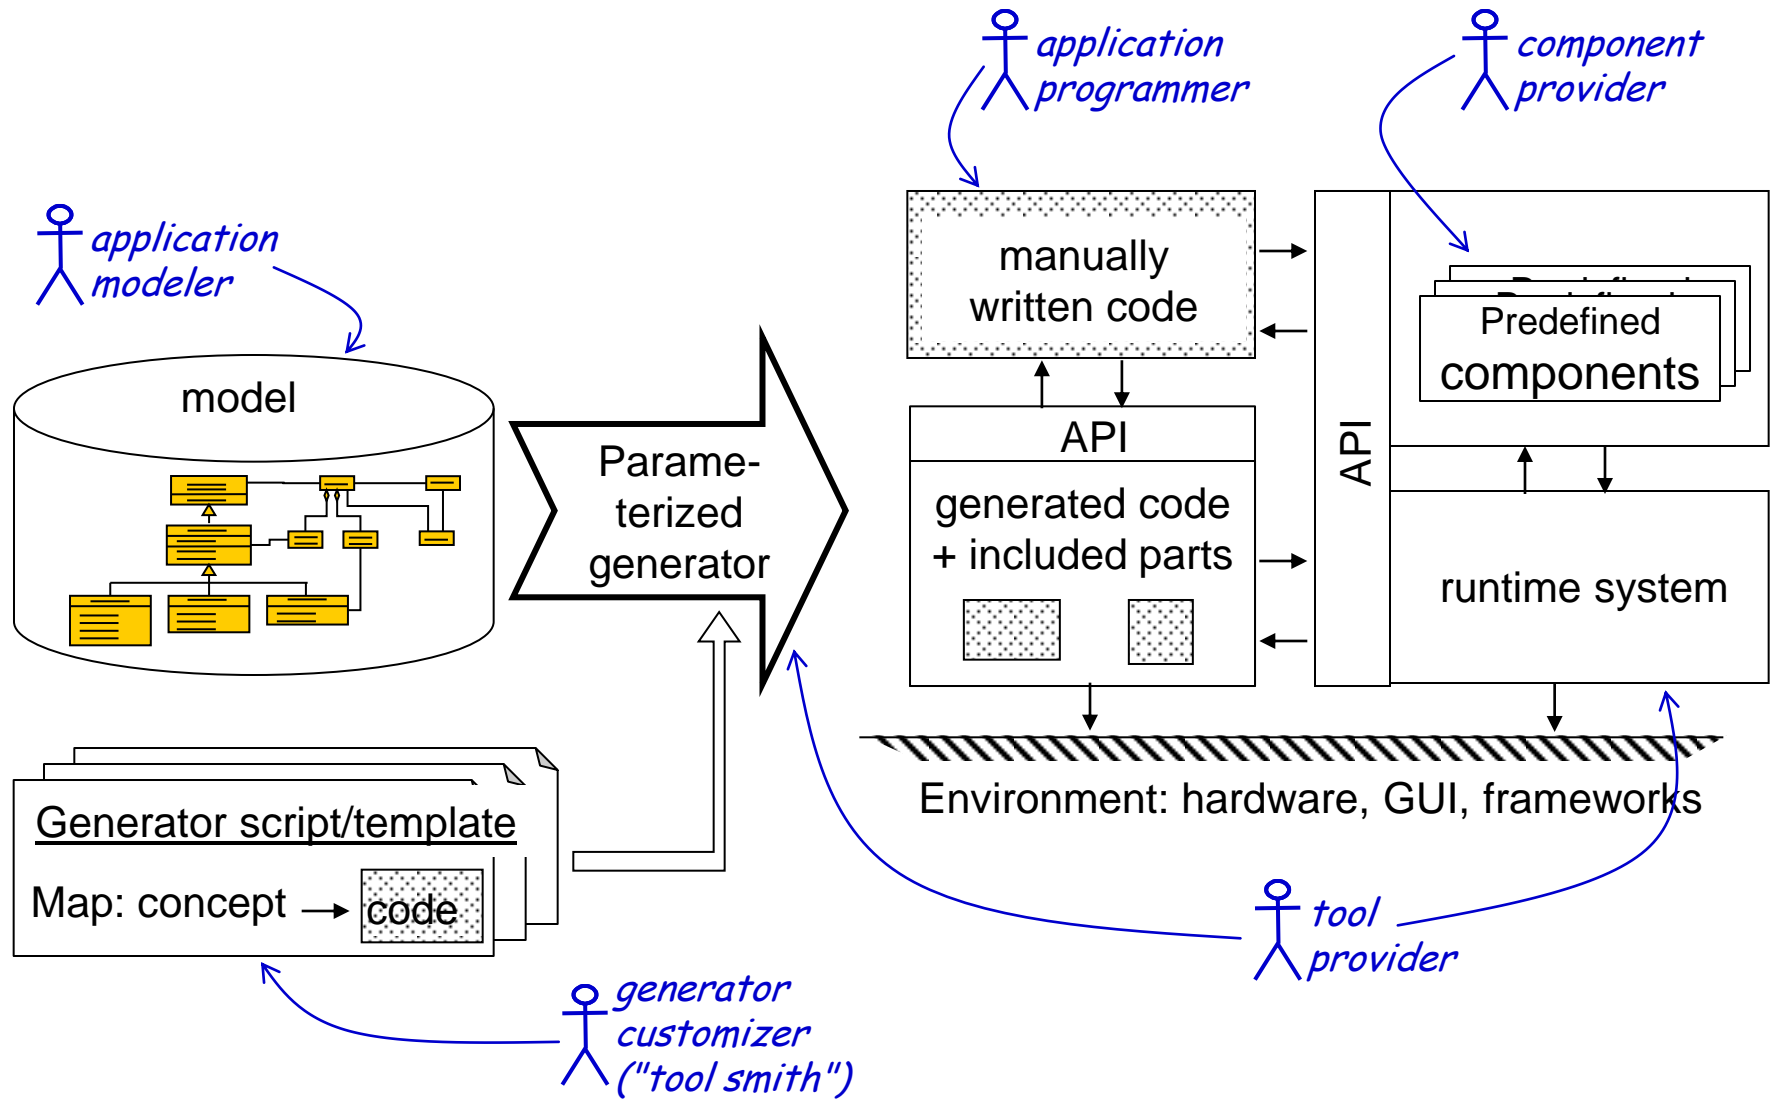 application
programmer
component
provider
application
modeler
manually
written code
Predefined
components
model
API
API
Parame-
terized
generator
generated code
+ included parts
runtime system
Environment: hardware, GUI, frameworks
Generator script/template
Map: concept
code
tool
provider
generator
customizer
("tool smith")